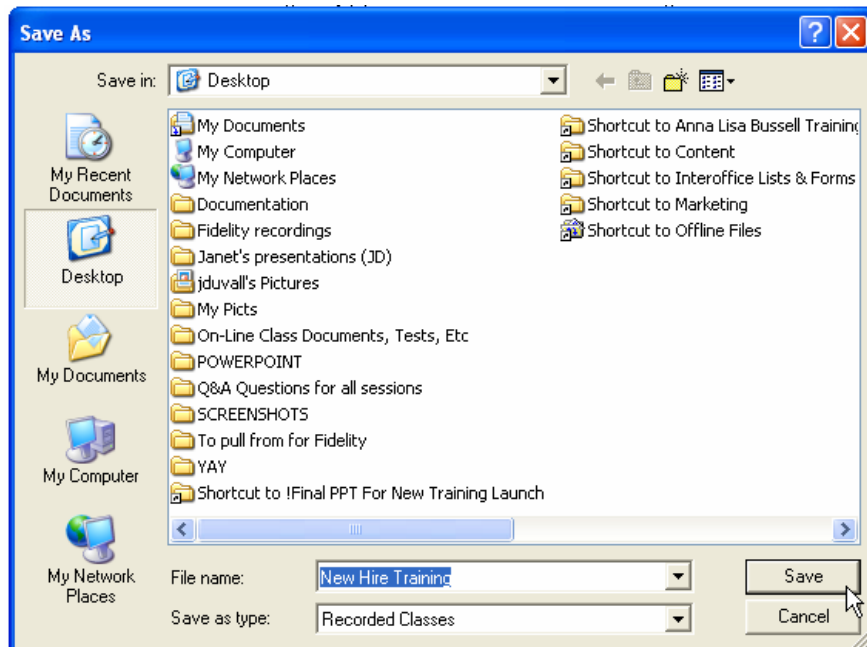 Save As
Save in: Desktop
My Recent
Documents
Desktop
My Documents
My Computer
My Network
Places
My Documents
My Computer
My Network Places
Documentation
Fidelity recordings
Janet's presentations (JD)
jduvall's Pictures
My Picts
On-Line Class Documents, Tests, Etc
POWERPOINT
Q&A Questions for all sessions
SCREENSHOTS
To pull from for Fidelity
YAY
Shortcut to !Final PPT For New Training Launch
Shortcut to Anna Lisa Bussell Training
Shortcut to Content
Shortcut to Interoffice Lists & Forms
Shortcut to Marketing
Shortcut to Offline Files
File name: New Hire Training
Save
Save as type: Recorded Classes
Cancel